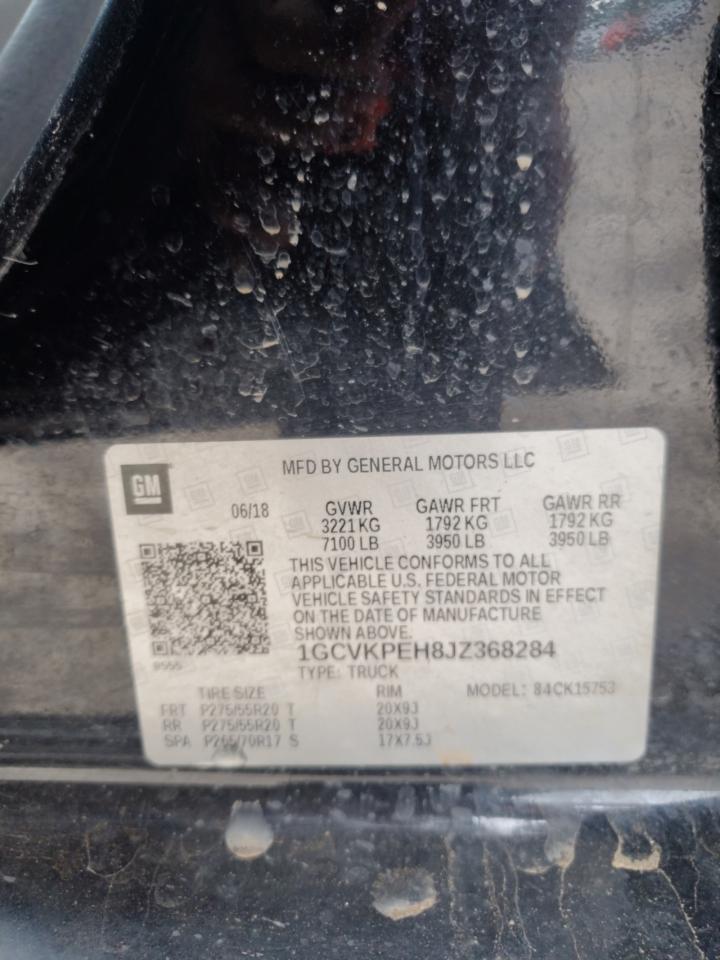 GM
MFD BY GENERAL MOTORS LLC
06/18
GVWR GAWR FRT GAWR RR
3221 KG 1792 KG 1792 KG
7100 LB 3950 LB 3950 LB
THIS VEHICLE CONFORMS TO ALL
APPLICABLE U.S. FEDERAL MOTOR
VEHICLE SAFETY STANDARDS IN EFFECT
ON THE DATE OF MANUFACTURE
SHOWN ABOVE.
1GCVKPEH8JZ368284
9555
TYPE: TRUCK
TIRE SIZE RIM MODEL: 84CK15753
FRT P275/55R20 T 20X9J
RR P275/55R20 T 20X9J
SPA P265/70R17 S 17X7.5J